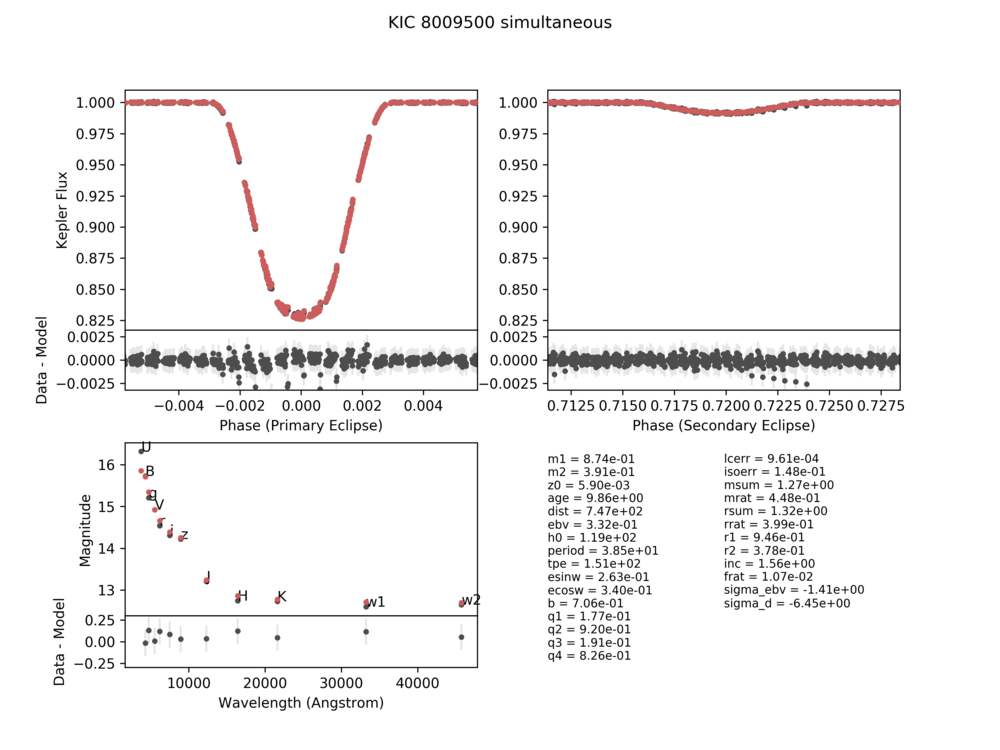 KIC 8009500 simultaneous
1.000
0.975
0.950
0.925
0.900
0.875
0.850
0.825
Kepler Flux
0.0025
0.0000
−0.0025
Data - Model
−0.004 −0.002 0.000 0.002 0.004
Phase (Primary Eclipse)
1.000
0.975
0.950
0.925
0.900
0.875
0.850
0.825
0.0025
0.0000
−0.0025
0.7125 0.7150 0.7175 0.7200 0.7225 0.7250 0.7275
Phase (Secondary Eclipse)
16
15
14
13
Magnitude
U
B
g
V
r
i
z
J
H
K
w1
w2
0.25
0.00
−0.25
Data - Model
10000 20000 30000 40000
Wavelength (Angstrom)
m1 = 8.74e-01
m2 = 3.91e-01
z0 = 5.90e-03
age = 9.86e+00
dist = 7.47e+02
ebv = 3.32e-01
h0 = 1.19e+02
period = 3.85e+01
tpe = 1.51e+02
esinw = 2.63e-01
ecosw = 3.40e-01
b = 7.06e-01
q1 = 1.77e-01
q2 = 9.20e-01
q3 = 1.91e-01
q4 = 8.26e-01
lcerr = 9.61e-04
isoerr = 1.48e-01
msum = 1.27e+00
mrat = 4.48e-01
rsum = 1.32e+00
rrat = 3.99e-01
r1 = 9.46e-01
r2 = 3.78e-01
inc = 1.56e+00
frat = 1.07e-02
sigma_ebv = -1.41e+00
sigma_d = -6.45e+00